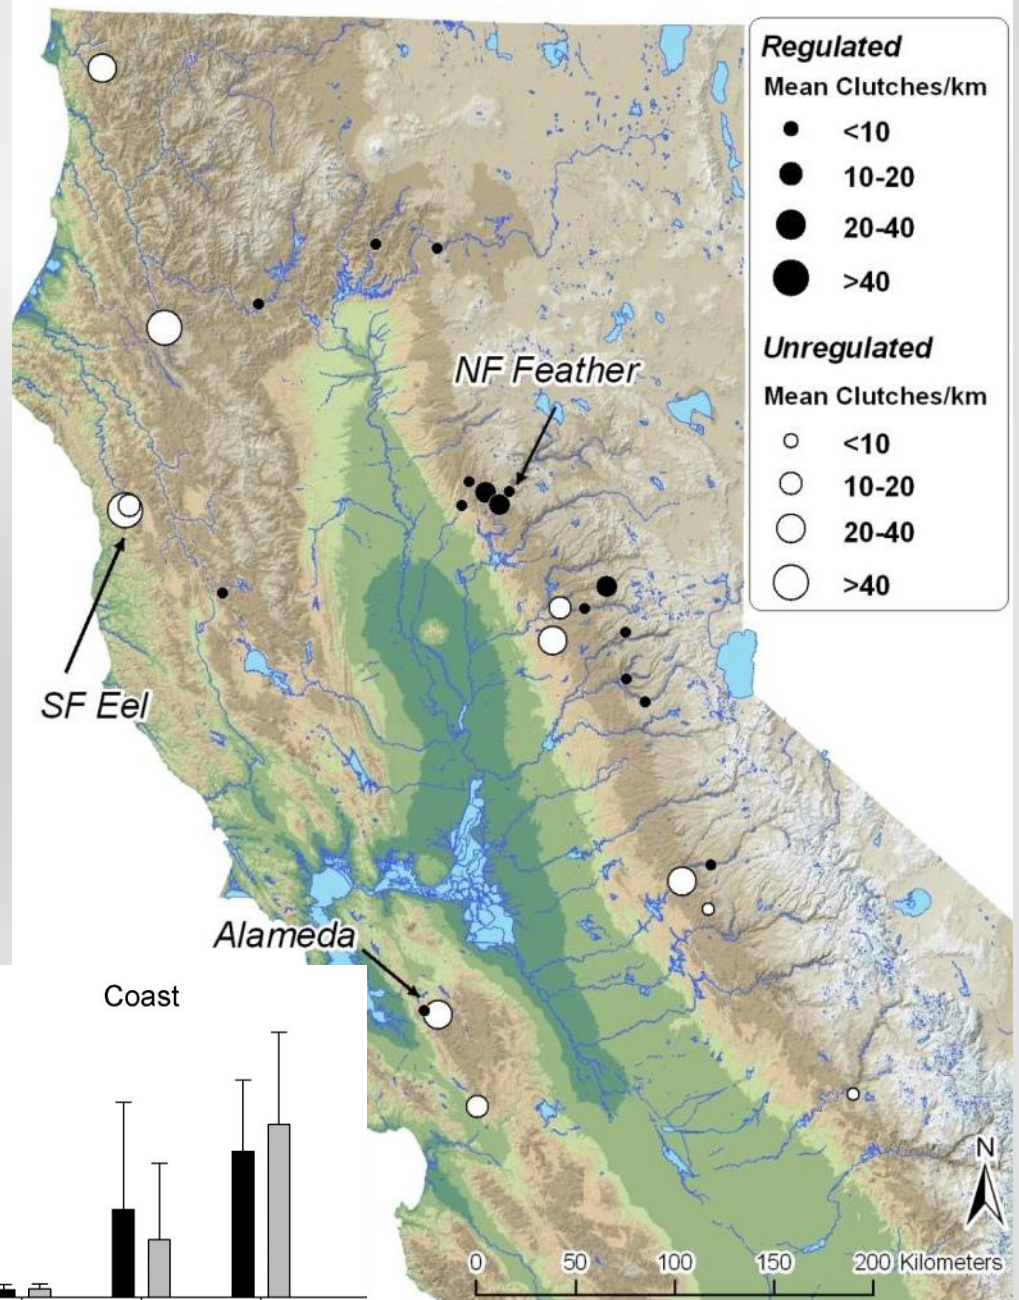 Regulated
Mean Clutches/km
<10
10-20
20-40
>40
Unregulated
Mean Clutches/km
<10
10-20
20-40
>40
NF Feather
SF Eel
Alameda
Coast
N
0 50 100 150 200 Kilometers